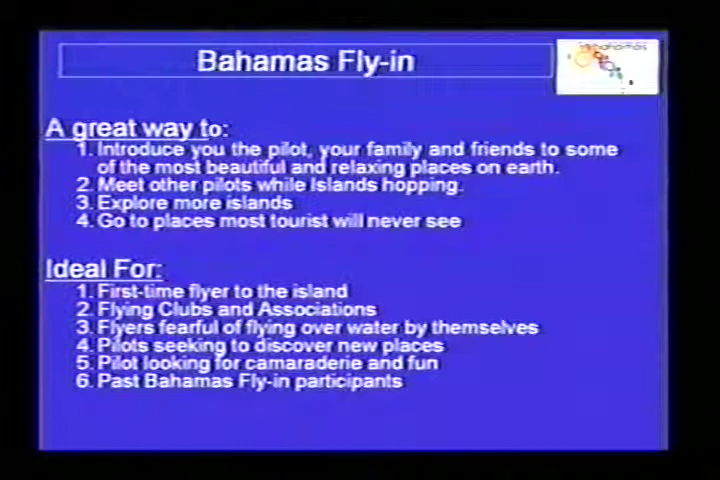 Bahamas Fly-in
A great way to:
1. Introduce you the pilot, your family and friends to some
of the most beautiful and relaxing places on earth.
2. Meet other pilots while Islands hopping.
3. Explore more islands
4. Go to places most tourist will never see
Ideal For:
1. First-time flyer to the island
2. Flying Clubs and Associations
3. Flyers fearful of flying over water by themselves
4. Pilots seeking to discover new places
5. Pilot looking for camaraderie and fun
6. Past Bahamas Fly-in participants